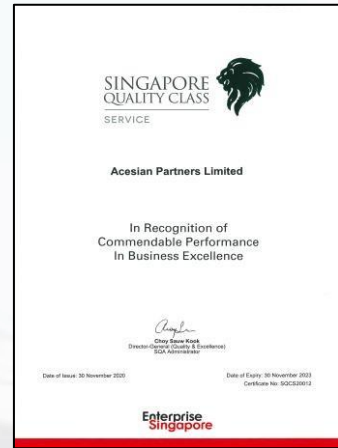 SINGAPORE
QUALITY CLASS
SERVICE
Acesian Partners Limited
In Recognition of
Commendable Performance
In Business Excellence
Choy Sauw Kook
Director-General (Quality & Excellence)
SQA Administrator
Date of Issue: 30 November 2020
Date of Expiry: 30 November 2023
Certificate No: SQCS20012
Enterprise
Singapore